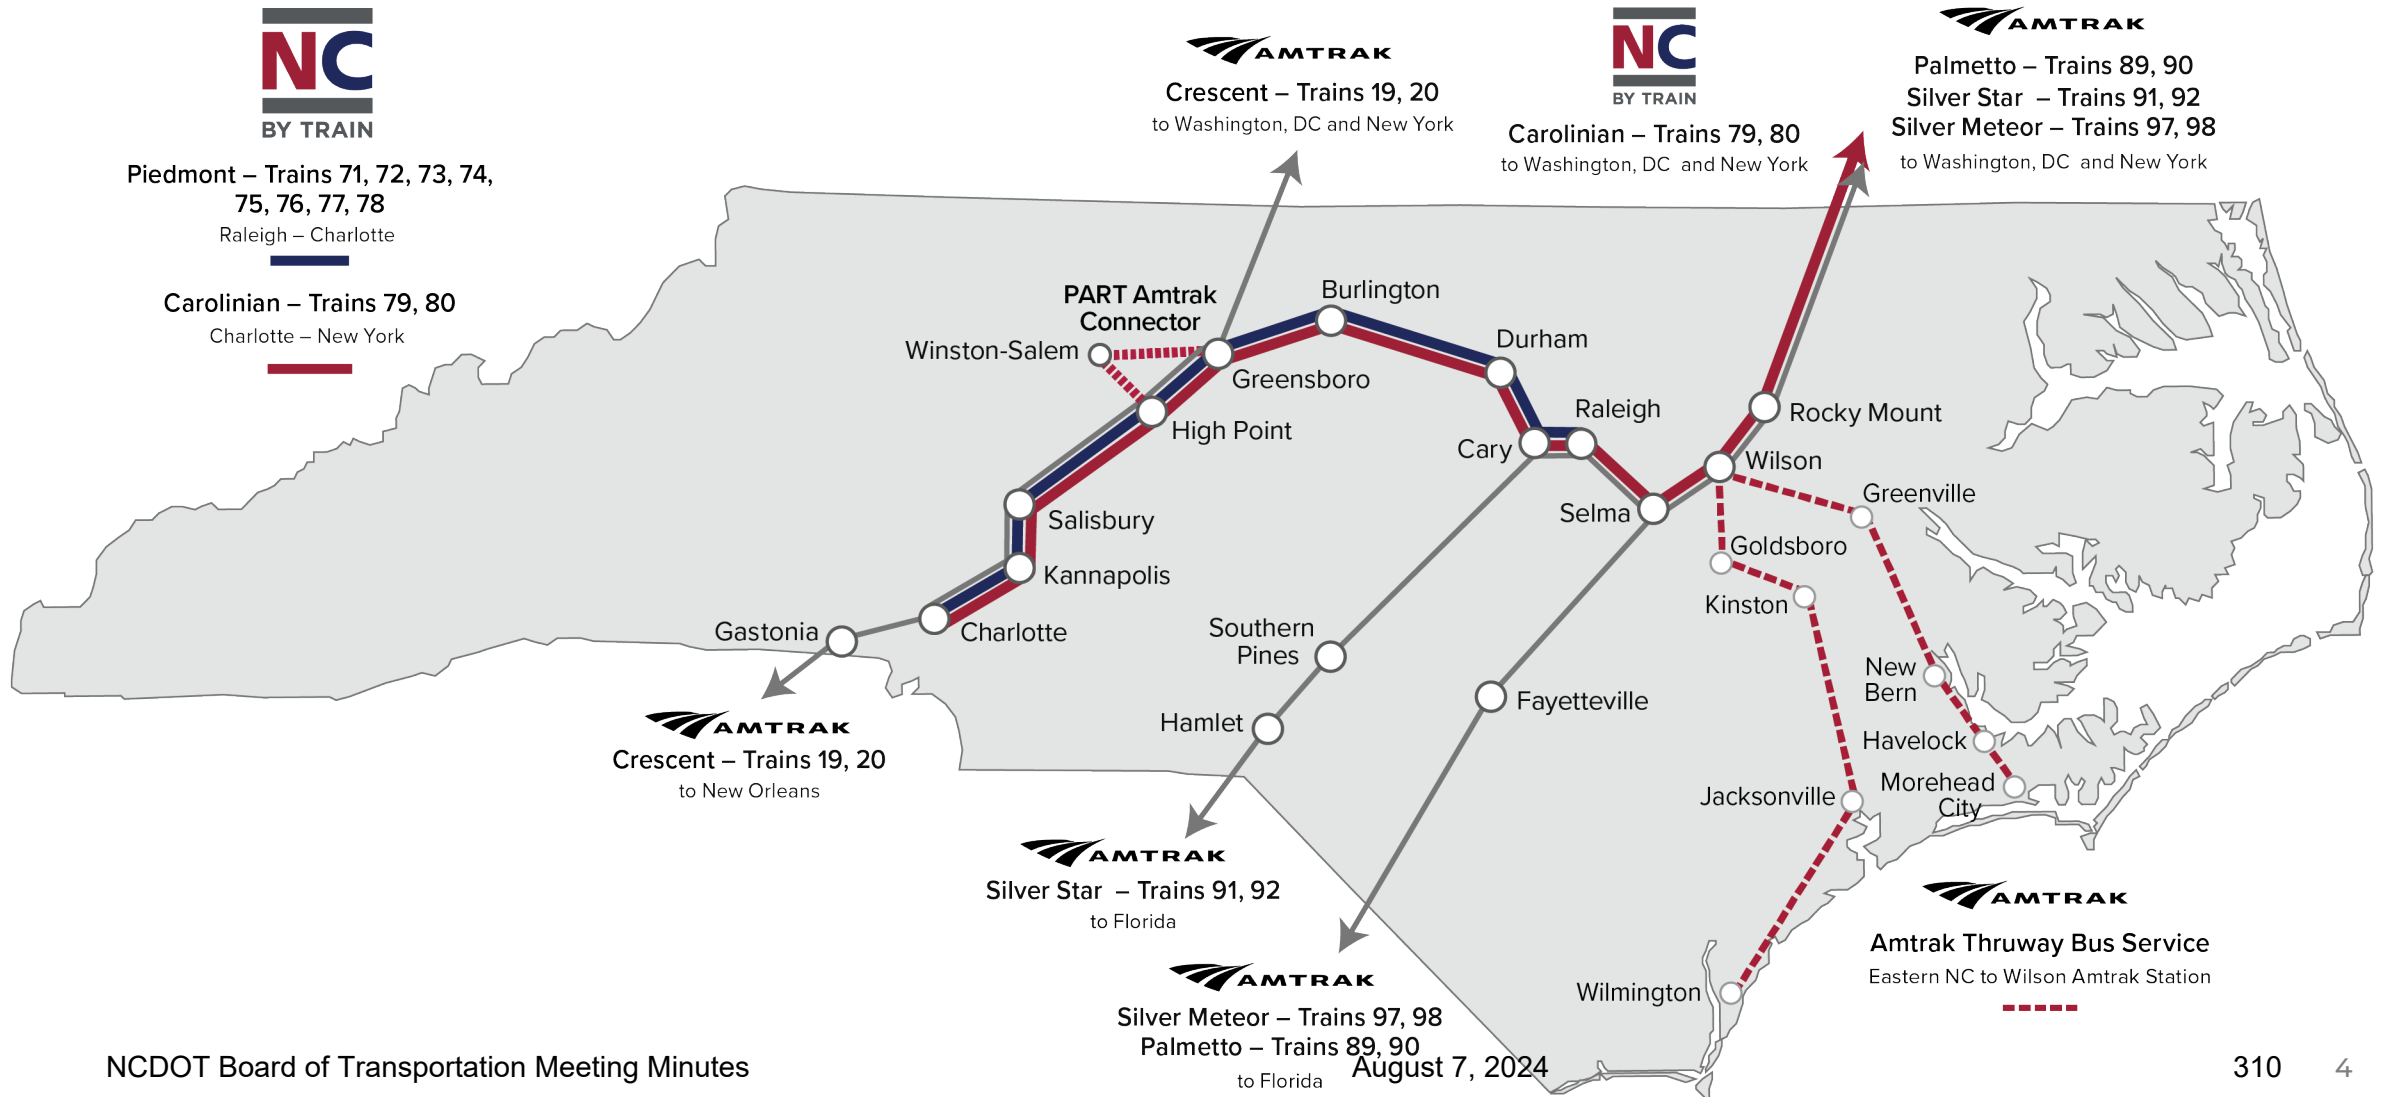 NC
BY TRAIN
Piedmont – Trains 71, 72, 73, 74,
75, 76, 77, 78
Raleigh – Charlotte
Carolinian – Trains 79, 80
Charlotte – New York
AMTRAK
Crescent – Trains 19, 20
to Washington, DC and New York
NC
BY TRAIN
Carolinian – Trains 79, 80
to Washington, DC and New York
AMTRAK
Palmetto – Trains 89, 90
Silver Star – Trains 91, 92
Silver Meteor – Trains 97, 98
to Washington, DC and New York
PART Amtrak
Connector
Winston-Salem
Greensboro
Burlington
Durham
Raleigh
Cary
High Point
Salisbury
Kannapolis
Charlotte
Gastonia
Selma
Wilson
Rocky Mount
Greenville
Goldsboro
Kinston
New
Bern
Havelock
Morehead
City
Jacksonville
Wilmington
Southern
Pines
Hamlet
Fayetteville
AMTRAK
Crescent – Trains 19, 20
to New Orleans
AMTRAK
Silver Star – Trains 91, 92
to Florida
AMTRAK
Silver Meteor – Trains 97, 98
Palmetto – Trains 89, 90
to Florida
AMTRAK
Amtrak Thruway Bus Service
Eastern NC to Wilson Amtrak Station
NCDOT Board of Transportation Meeting Minutes
August 7, 2024
310
4